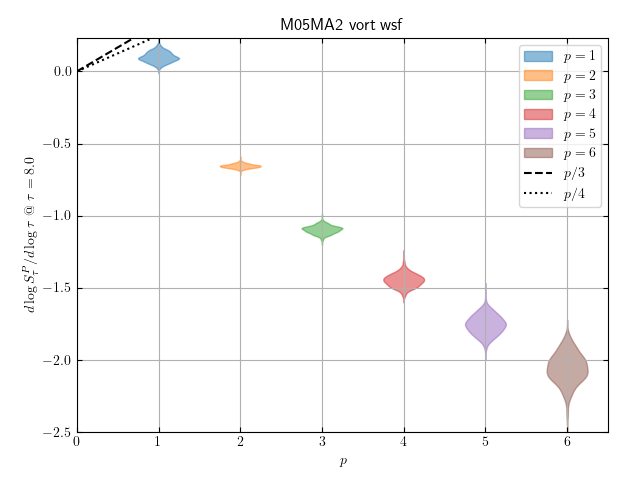 M05MA2 vort wsf
d log S_τ^P / d log τ @ τ = 8.0
0.0
−0.5
−1.0
−1.5
−2.0
−2.5
0
1
2
3
4
5
6
p
p = 1
p = 2
p = 3
p = 4
p = 5
p = 6
p/3
p/4